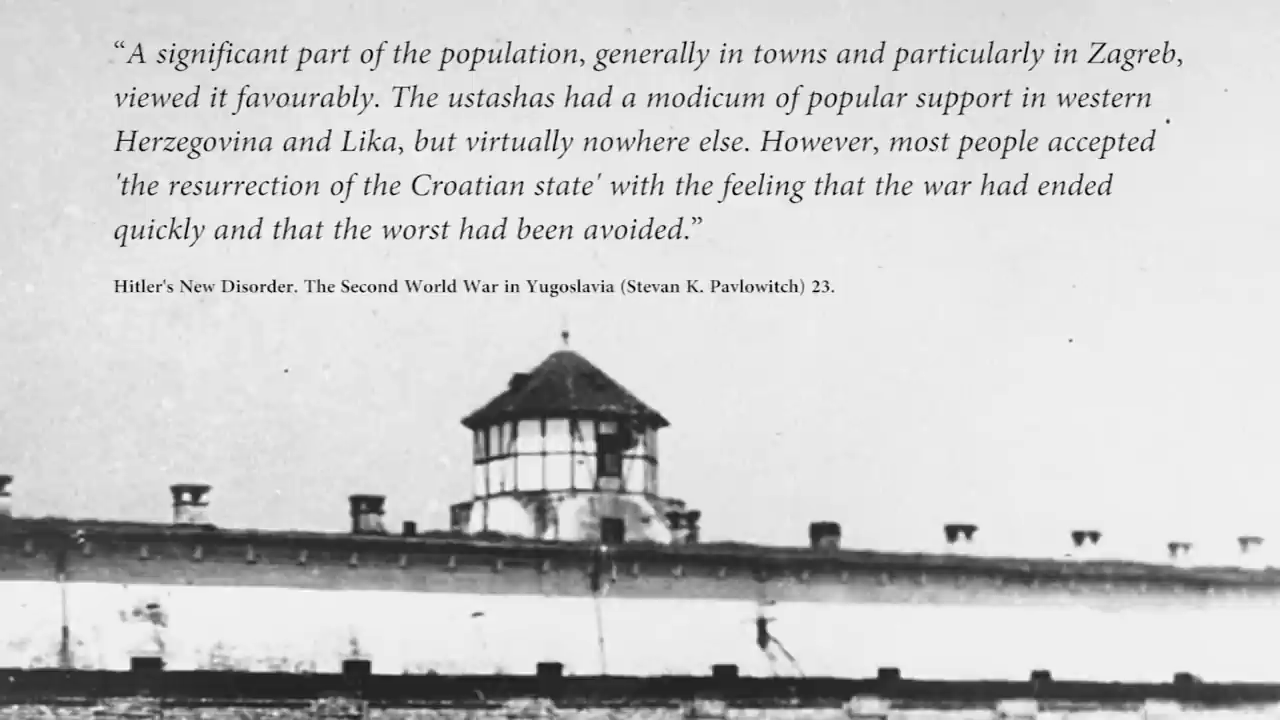 “A significant part of the population, generally in towns and particularly in Zagreb,
viewed it favourably. The ustashas had a modicum of popular support in western
Herzegovina and Lika, but virtually nowhere else. However, most people accepted
'the resurrection of the Croatian state' with the feeling that the war had ended
quickly and that the worst had been avoided.”
Hitler's New Disorder. The Second World War in Yugoslavia (Stevan K. Pavlowitch) 23.